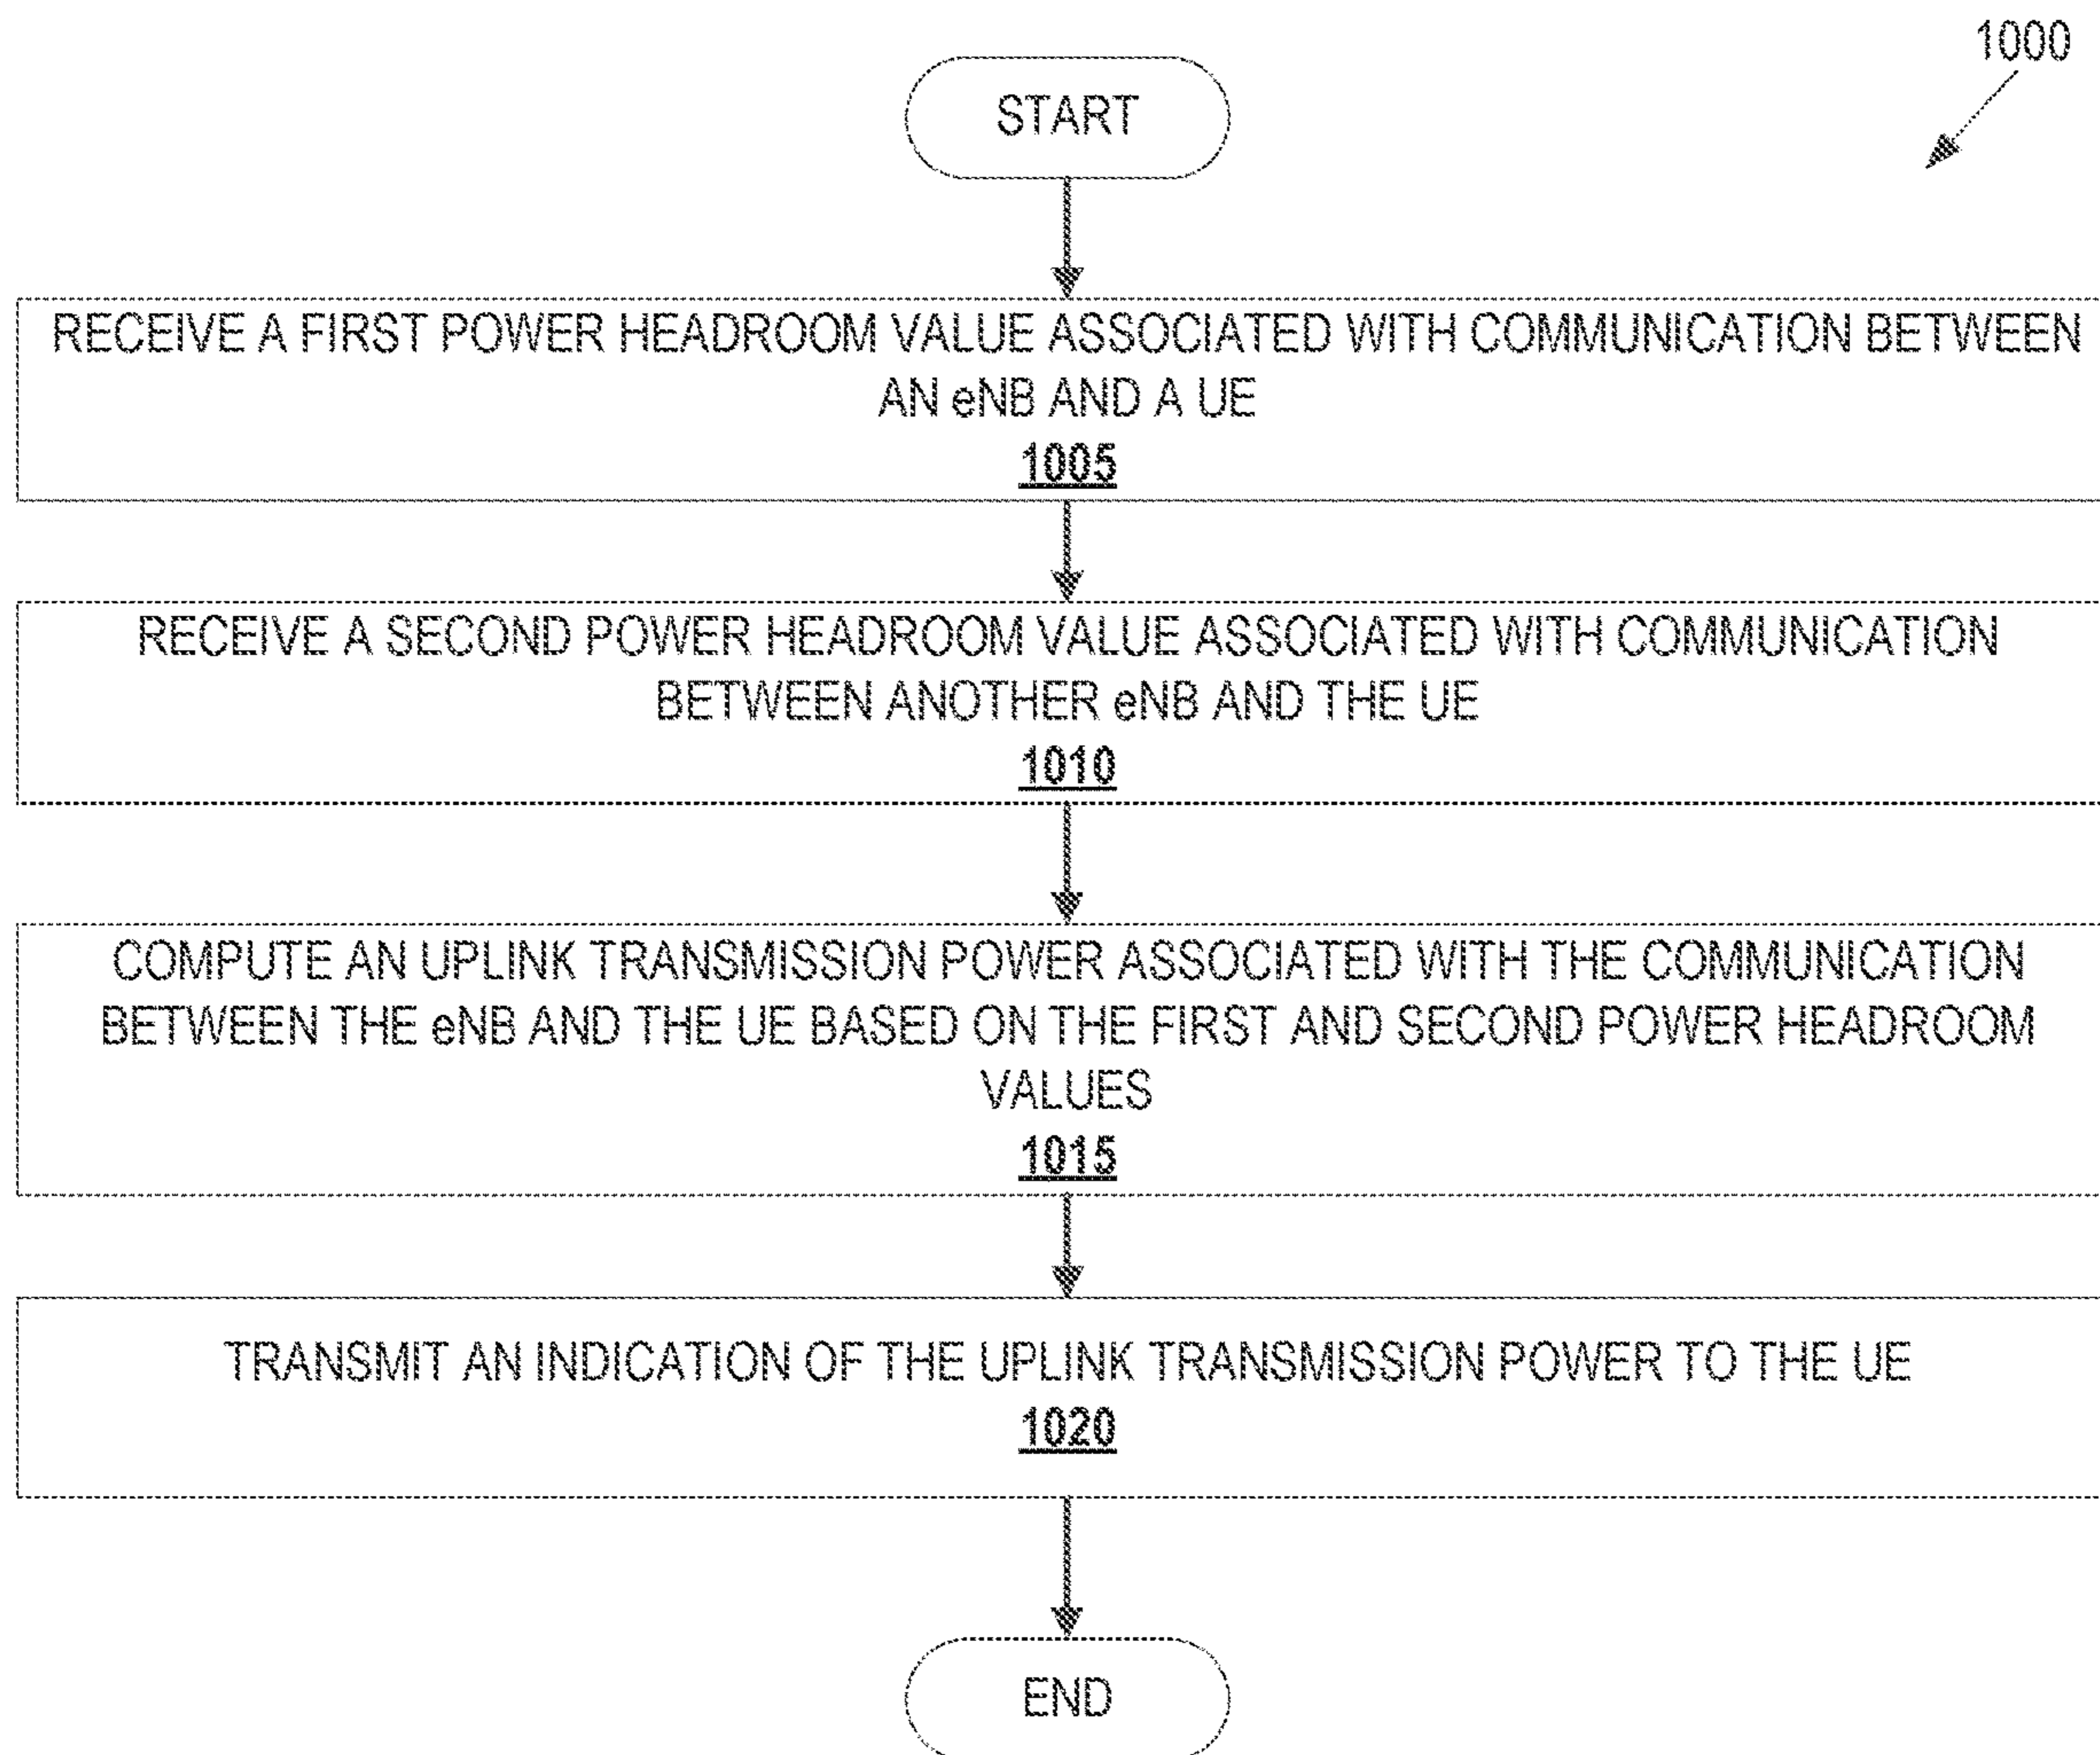 1000
START
RECEIVE A FIRST POWER HEADROOM VALUE ASSOCIATED WITH COMMUNICATION BETWEEN
AN eNB AND A UE
1005
RECEIVE A SECOND POWER HEADROOM VALUE ASSOCIATED WITH COMMUNICATION
BETWEEN ANOTHER eNB AND THE UE
1010
COMPUTE AN UPLINK TRANSMISSION POWER ASSOCIATED WITH THE COMMUNICATION
BETWEEN THE eNB AND THE UE BASED ON THE FIRST AND SECOND POWER HEADROOM
VALUES
1015
TRANSMIT AN INDICATION OF THE UPLINK TRANSMISSION POWER TO THE UE
1020
END